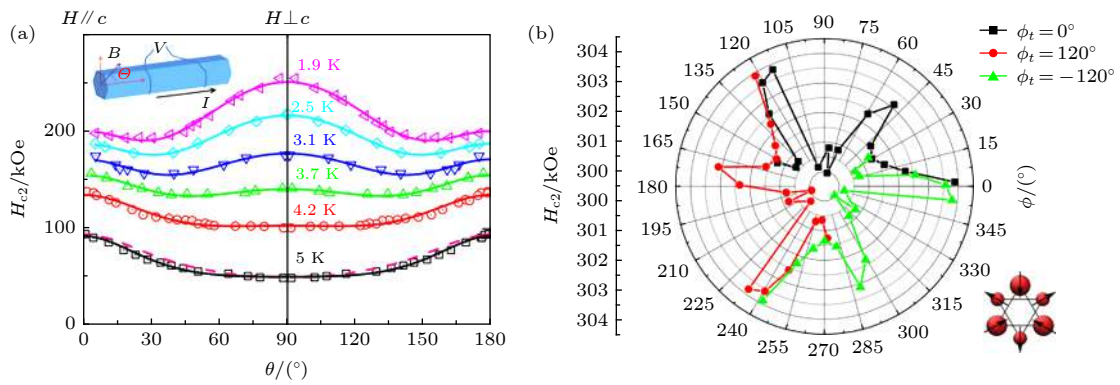 (a)
H//c
H⊥c
B
V
Θ
I
1.9 K
2.5 K
3.1 K
3.7 K
4.2 K
5 K
200
100
0
H_c2/kOe
0 30 60 90 120 150 180
θ/(°)
(b)
304
303
302
301
300
300
301
302
303
304
H_c2/kOe
90
75
60
45
30
15
0
345
330
315
300
285
270
255
240
225
210
195
180
165
150
135
120
105
ϕ/(°)
ϕ_t = 0°
ϕ_t = 120°
ϕ_t = −120°